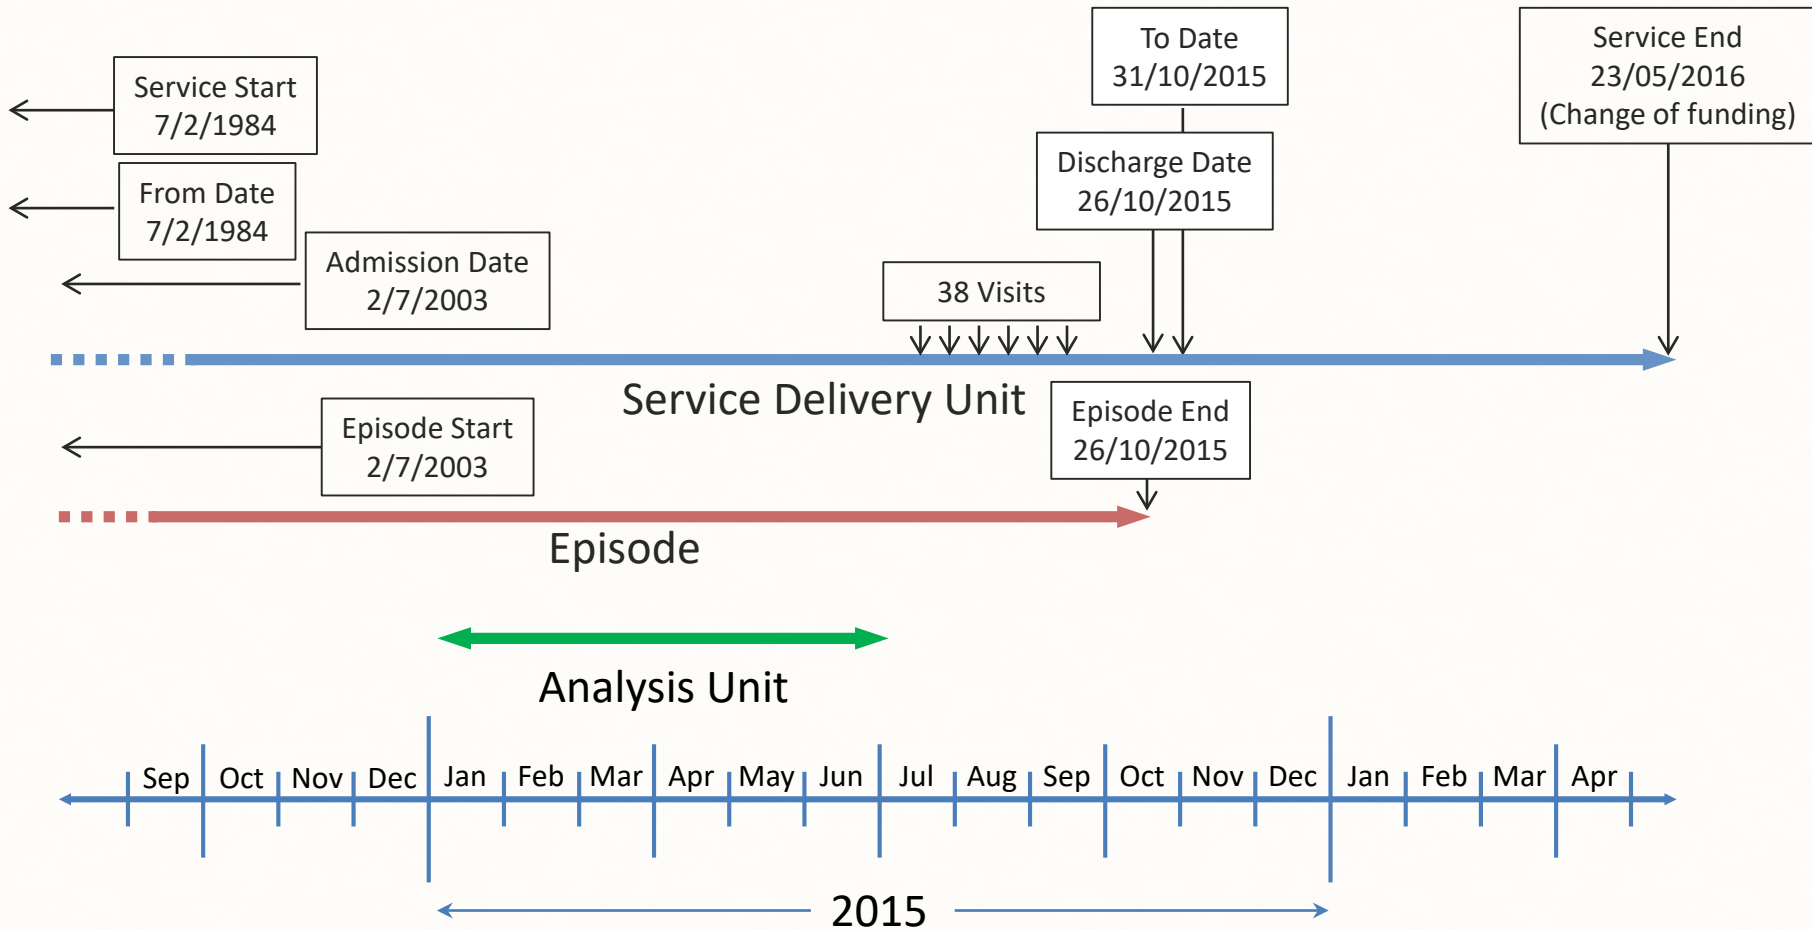 To Date
31/10/2015
Service End
23/05/2016
(Change of funding)
Service Start
7/2/1984
Discharge Date
26/10/2015
From Date
7/2/1984
Admission Date
2/7/2003
38 Visits
Service Delivery Unit
Episode Start
2/7/2003
Episode End
26/10/2015
Episode
Analysis Unit
Sep Oct Nov Dec Jan Feb Mar Apr May Jun Jul Aug Sep Oct Nov Dec Jan Feb Mar Apr
2015